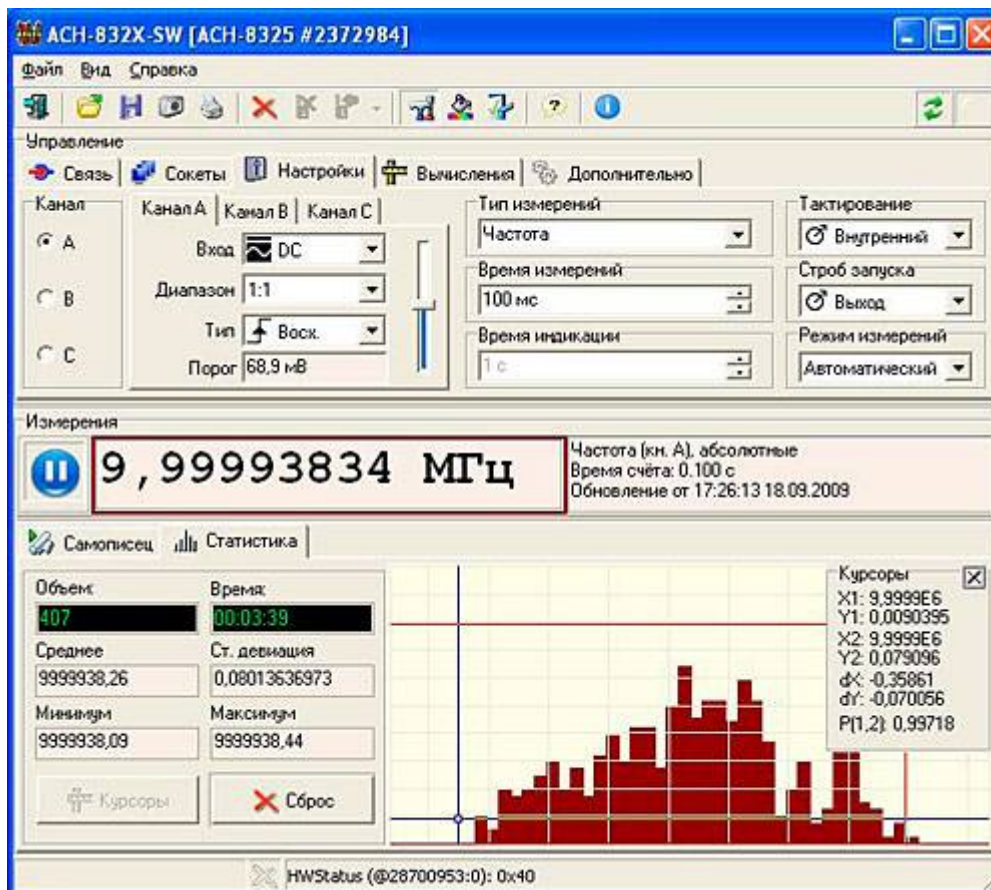 ACH-832X-SW [ACH-8325 #2372984]
Файл Вид Справка
Управление
Связь Сокеты Настройки Вычисления Дополнительно
Канал
A
B
C
Канал A Канал B Канал C
Вход DC
Диапазон 1:1
Тип Восх.
Порог 68,9 мВ
Тип измерений
Частота
Время измерений
100 мс
Время индикации
1 с
Тактирование
Внутренний
Строб запуска
Выход
Режим измерений
Автоматический
Измерения
9,99993834 МГц
Частота (кн. А), абсолютные
Время счёта: 0.100 с
Обновление от 17:26:13 18.09.2009
Самописец Статистика
Объем: Время:
407 00:03:39
Среднее Ст. девиация
9999938,26 0,08013636973
Минимум Максимум
9999938,09 9999938,44
Курсоры Сброс
Курсоры
X1: 9,9999E6
Y1: 0,0090395
X2: 9,9999E6
Y2: 0,079096
dX: -0,35861
dY: -0,070056
P(1,2): 0,99718
HWStatus (@28700953:0): 0x40